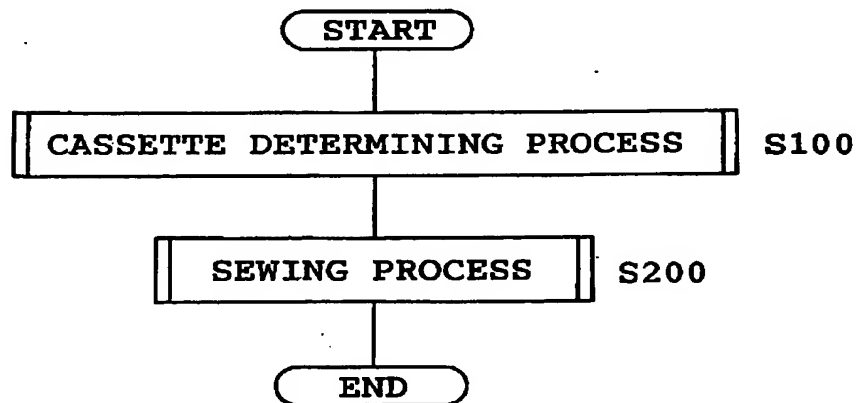 START
CASSETTE DETERMINING PROCESS S100
SEWING PROCESS S200
END